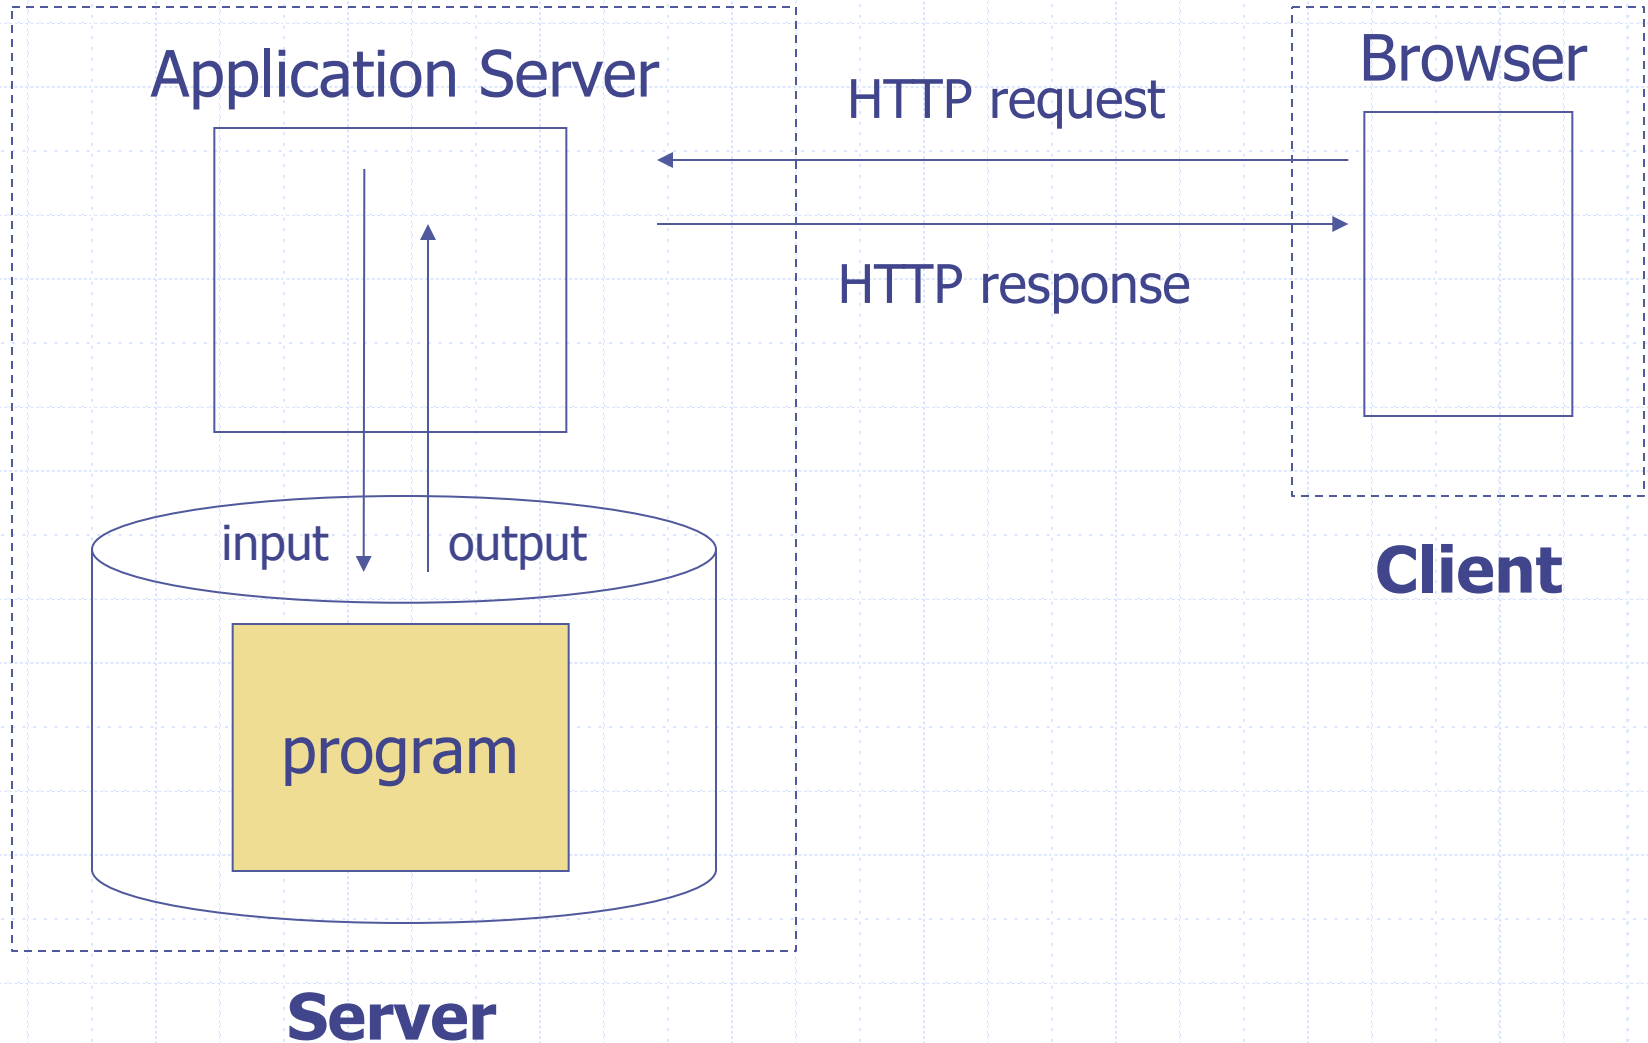 Application Server
Browser
HTTP request
HTTP response
input
output
Client
program
Server